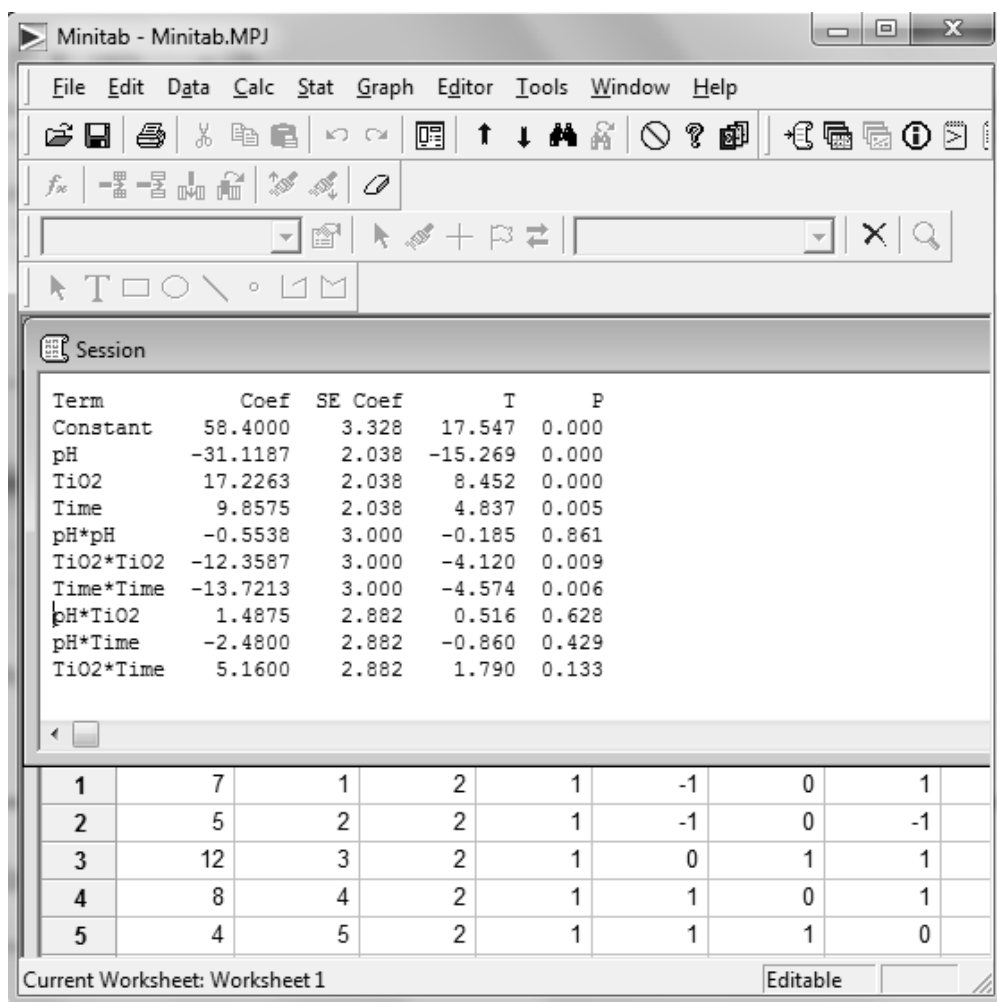 Minitab - Minitab.MPJ
File Edit Data Calc Stat Graph Editor Tools Window Help
Session
Term Coef SE Coef T P
Constant 58.4000 3.328 17.547 0.000
pH -31.1187 2.038 -15.269 0.000
TiO2 17.2263 2.038 8.452 0.000
Time 9.8575 2.038 4.837 0.005
pH*pH -0.5538 3.000 -0.185 0.861
TiO2*TiO2 -12.3587 3.000 -4.120 0.009
Time*Time -13.7213 3.000 -4.574 0.006
pH*TiO2 1.4875 2.882 0.516 0.628
pH*Time -2.4800 2.882 -0.860 0.429
TiO2*Time 5.1600 2.882 1.790 0.133
1 7 1 2 1 -1 0 1
2 5 2 2 1 -1 0 -1
3 12 3 2 1 0 1 1
4 8 4 2 1 1 0 1
5 4 5 2 1 1 1 0
Current Worksheet: Worksheet 1 Editable